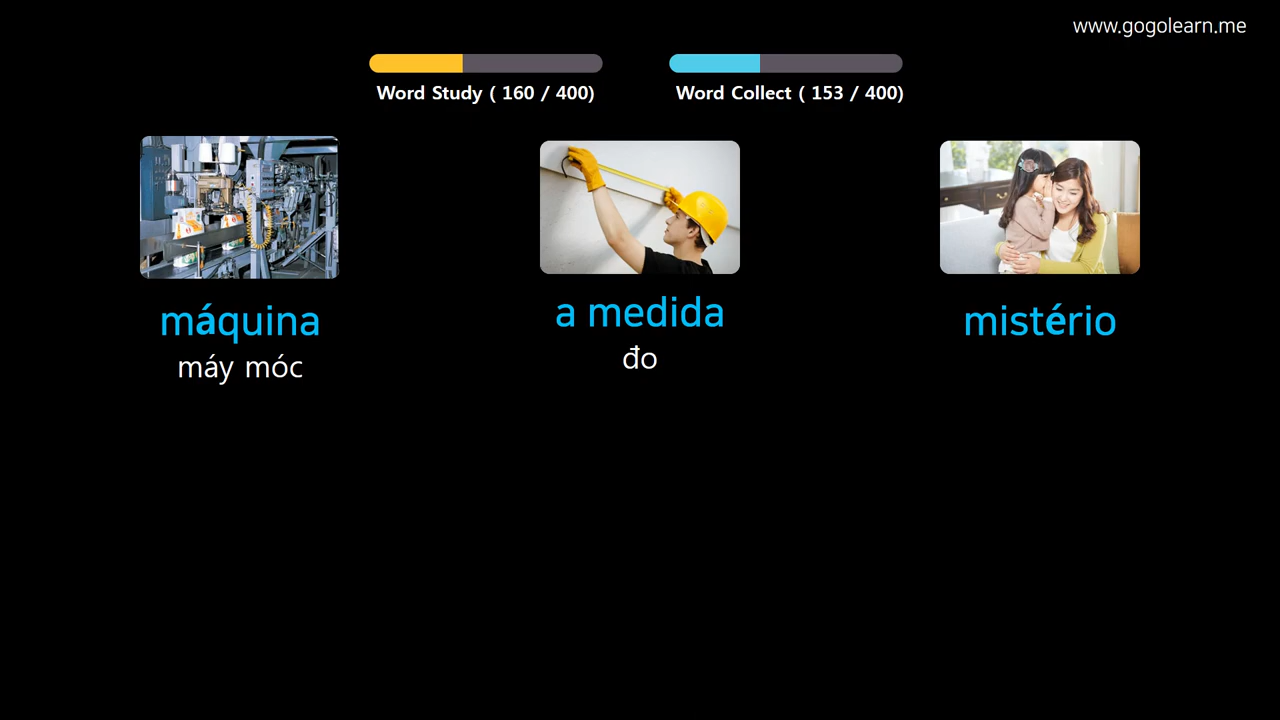 www.gogolearn.me
Word Study ( 160 / 400)
Word Collect ( 153 / 400)
máquina
máy móc
a medida
đo
mistério